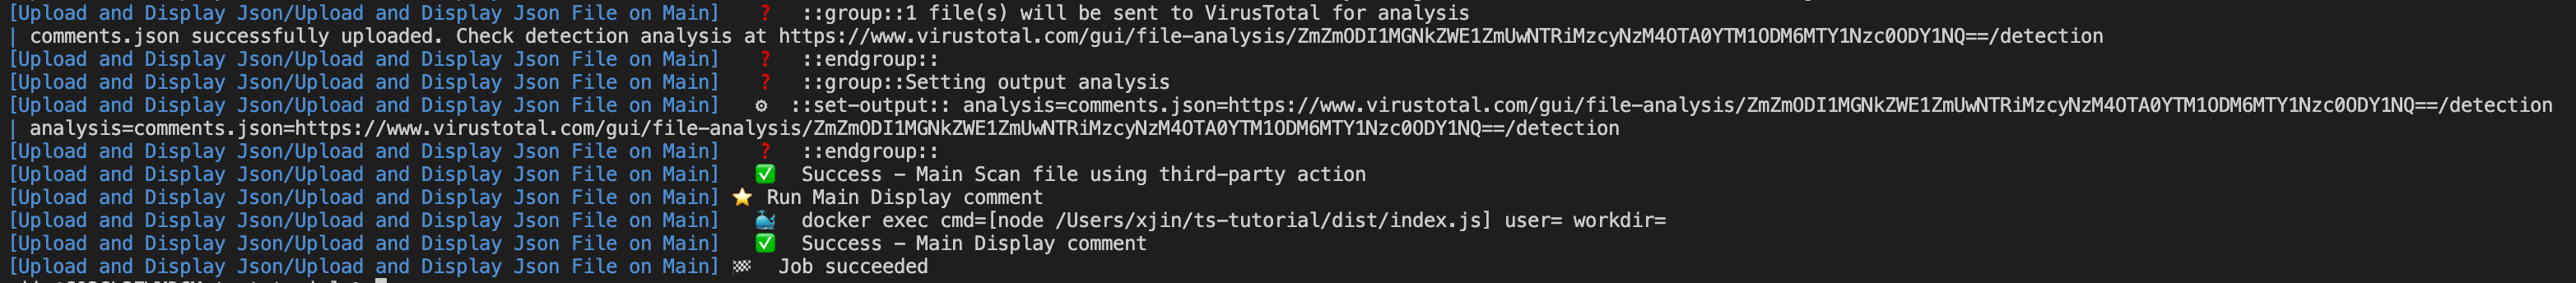 [Upload and Display Json/Upload and Display Json File on Main] ❓ ::group::1 file(s) will be sent to VirusTotal for analysis
| comments.json successfully uploaded. Check detection analysis at https://www.virustotal.com/gui/file-analysis/ZmZmODI1MGNkZWE1ZmUwNTRiMzcyNzM4OTA0YTM1ODM6MTY1Nzc0ODY1NQ==/detection
[Upload and Display Json/Upload and Display Json File on Main] ❓ ::endgroup::
[Upload and Display Json/Upload and Display Json File on Main] ❓ ::group::Setting output analysis
[Upload and Display Json/Upload and Display Json File on Main] ⚙ ::set-output:: analysis=comments.json=https://www.virustotal.com/gui/file-analysis/ZmZmODI1MGNkZWE1ZmUwNTRiMzcyNzM4OTA0YTM1ODM6MTY1Nzc0ODY1NQ==/detection
| analysis=comments.json=https://www.virustotal.com/gui/file-analysis/ZmZmODI1MGNkZWE1ZmUwNTRiMzcyNzM4OTA0YTM1ODM6MTY1Nzc0ODY1NQ==/detection
[Upload and Display Json/Upload and Display Json File on Main] ❓ ::endgroup::
[Upload and Display Json/Upload and Display Json File on Main] ✅ Success - Main Scan file using third-party action
[Upload and Display Json/Upload and Display Json File on Main] ⭐ Run Main Display comment
[Upload and Display Json/Upload and Display Json File on Main] 🐳 docker exec cmd=[node /Users/xjin/ts-tutorial/dist/index.js] user= workdir=
[Upload and Display Json/Upload and Display Json File on Main] ✅ Success - Main Display comment
[Upload and Display Json/Upload and Display Json File on Main] 🏁 Job succeeded